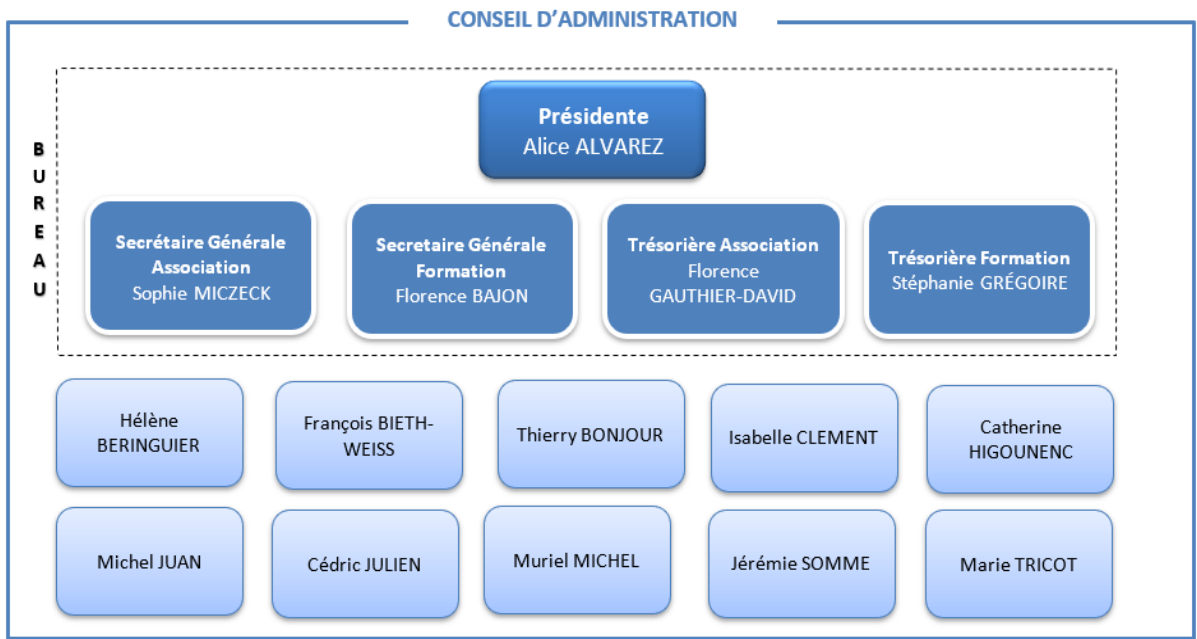 CONSEIL D’ADMINISTRATION
BUREAU
Présidente
Alice ALVAREZ
Secrétaire Générale
Association
Sophie MICZECK
Secretaire Générale
Formation
Florence BAJON
Trésorière Association
Florence
GAUTHIER-DAVID
Trésorière Formation
Stéphanie GRÉGOIRE
Hélène
BERINGUIER
François BIETH-
WEISS
Thierry BONJOUR
Isabelle CLEMENT
Catherine
HIGOUNENC
Michel JUAN
Cédric JULIEN
Muriel MICHEL
Jérémie SOMME
Marie TRICOT